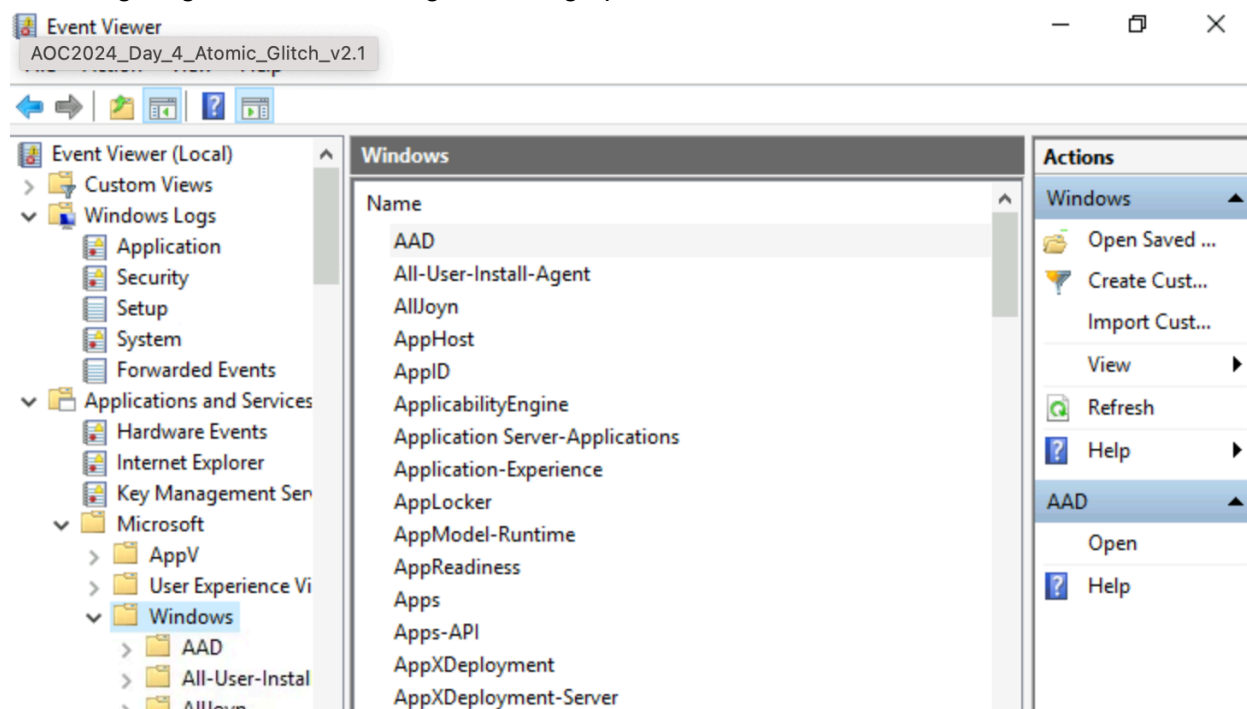 Event Viewer
AOC2024_Day_4_Atomic_Glitch_v2.1
Event Viewer (Local)
Custom Views
Windows Logs
Application
Security
Setup
System
Forwarded Events
Applications and Services
Hardware Events
Internet Explorer
Key Management Ser
Microsoft
AppV
User Experience Vi
Windows
AAD
All-User-Instal
AllJoyn
Windows
Name
AAD
All-User-Install-Agent
AllJoyn
AppHost
AppID
ApplicabilityEngine
Application Server-Applications
Application-Experience
AppLocker
AppModel-Runtime
AppReadiness
Apps
Apps-API
AppXDeployment
AppXDeployment-Server
Actions
Windows
Open Saved ...
Create Cust...
Import Cust...
View
Refresh
Help
AAD
Open
Help